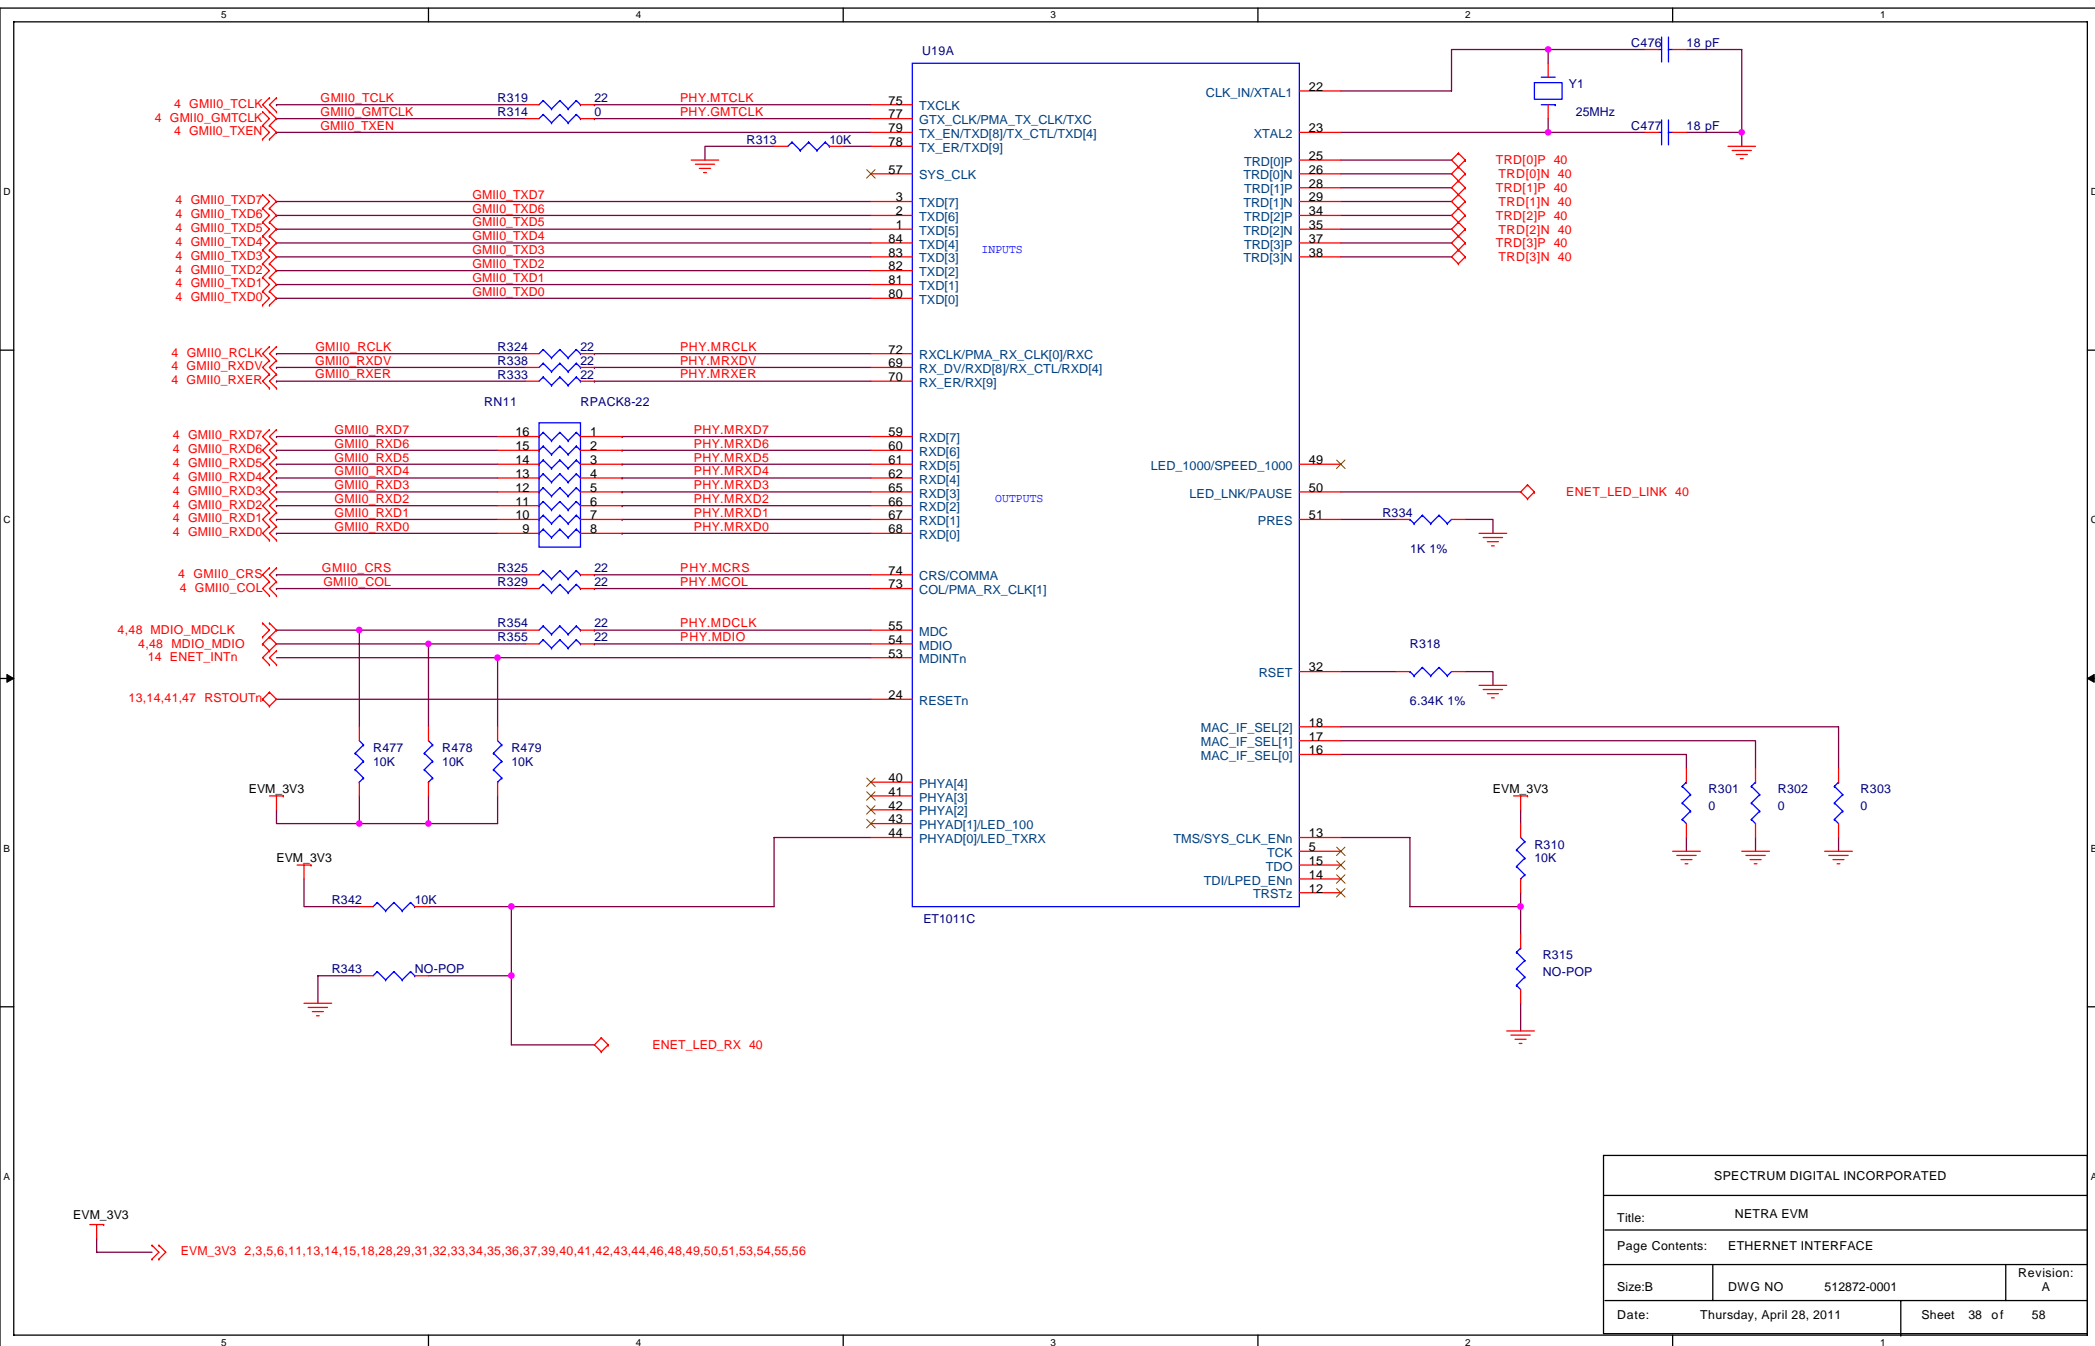 5 4 3 2 1
U19A
C476 18 pF
Y1
25MHz
C477 18 pF
4 GMII0_TCLK GMII0_TCLK R319 22 PHY.MTCLK 75 TXCLK
4 GMII0_GMTCLK GMII0_GMTCLK R314 0 PHY.GMTCLK 77 GTX_CLK/PMA_TX_CLK/TXC
4 GMII0_TXEN GMII0_TXEN 79 TX_EN/TXD[8]/TX_CTL/TXD[4]
R313 10K 78 TX_ER/TXD[9]
57 SYS_CLK
CLK_IN/XTAL1 22
XTAL2 23
TRD[0]P 25 TRD[0]P 40
TRD[0]N 26 TRD[0]N 40
TRD[1]P 28 TRD[1]P 40
TRD[1]N 29 TRD[1]N 40
TRD[2]P 34 TRD[2]P 40
TRD[2]N 35 TRD[2]N 40
TRD[3]P 37 TRD[3]P 40
TRD[3]N 38 TRD[3]N 40
D D
4 GMII0_TXD7 GMII0_TXD7 3 TXD[7]
4 GMII0_TXD6 GMII0_TXD6 2 TXD[6]
4 GMII0_TXD5 GMII0_TXD5 1 TXD[5]
4 GMII0_TXD4 GMII0_TXD4 84 TXD[4]
4 GMII0_TXD3 GMII0_TXD3 83 TXD[3]
4 GMII0_TXD2 GMII0_TXD2 82 TXD[2]
4 GMII0_TXD1 GMII0_TXD1 81 TXD[1]
4 GMII0_TXD0 GMII0_TXD0 80 TXD[0]
INPUTS
4 GMII0_RCLK GMII0_RCLK R324 22 PHY.MRCLK 72 RXCLK/PMA_RX_CLK[0]/RXC
4 GMII0_RXDV GMII0_RXDV R338 22 PHY.MRXDV 69 RX_DV/RXD[8]/RX_CTL/RXD[4]
4 GMII0_RXER GMII0_RXER R333 22 PHY.MRXER 70 RX_ER/RX[9]
RN11 RPACK8-22
4 GMII0_RXD7 GMII0_RXD7 16 1 PHY.MRXD7 59 RXD[7]
4 GMII0_RXD6 GMII0_RXD6 15 2 PHY.MRXD6 60 RXD[6]
4 GMII0_RXD5 GMII0_RXD5 14 3 PHY.MRXD5 61 RXD[5]
4 GMII0_RXD4 GMII0_RXD4 13 4 PHY.MRXD4 62 RXD[4]
4 GMII0_RXD3 GMII0_RXD3 12 5 PHY.MRXD3 65 RXD[3]
4 GMII0_RXD2 GMII0_RXD2 11 6 PHY.MRXD2 66 RXD[2]
4 GMII0_RXD1 GMII0_RXD1 10 7 PHY.MRXD1 67 RXD[1]
4 GMII0_RXD0 GMII0_RXD0 9 8 PHY.MRXD0 68 RXD[0]
OUTPUTS
LED_1000/SPEED_1000 49
LED_LNK/PAUSE 50 ENET_LED_LINK 40
PRES 51 R334
1K 1%
C C
4 GMII0_CRS GMII0_CRS R325 22 PHY.MCRS 74 CRS/COMMA
4 GMII0_COL GMII0_COL R329 22 PHY.MCOL 73 COL/PMA_RX_CLK[1]
4,48 MDIO_MDCLK R354 22 PHY.MDCLK 55 MDC
4,48 MDIO_MDIO R355 22 PHY.MDIO 54 MDIO
14 ENET_INTn 53 MDINTn
13,14,41,47 RSTOUTn 24 RESETn
R318
RSET 32
6.34K 1%
MAC_IF_SEL[2] 18
MAC_IF_SEL[1] 17
MAC_IF_SEL[0] 16
R477 R478 R479
10K 10K 10K
EVM_3V3
40 PHYA[4]
41 PHYA[3]
42 PHYA[2]
43 PHYAD[1]/LED_100
44 PHYAD[0]/LED_TXRX
EVM_3V3
R301 R302 R303
0 0 0
TMS/SYS_CLK_ENn 13
TCK 5
TDO 15
TDI/LPED_ENn 14
TRSTz 12
R310
10K
B B
EVM_3V3
R342 10K
ET1011C
R343 NO-POP
R315
NO-POP
ENET_LED_RX 40
A A
EVM_3V3
EVM_3V3 2,3,5,6,11,13,14,15,18,28,29,31,32,33,34,35,36,37,39,40,41,42,43,44,46,48,49,50,51,53,54,55,56
SPECTRUM DIGITAL INCORPORATED
Title: NETRA EVM
Page Contents: ETHERNET INTERFACE
Size:B DWG NO 512872-0001 Revision: A
Date: Thursday, April 28, 2011 Sheet 38 of 58
5 4 3 2 1